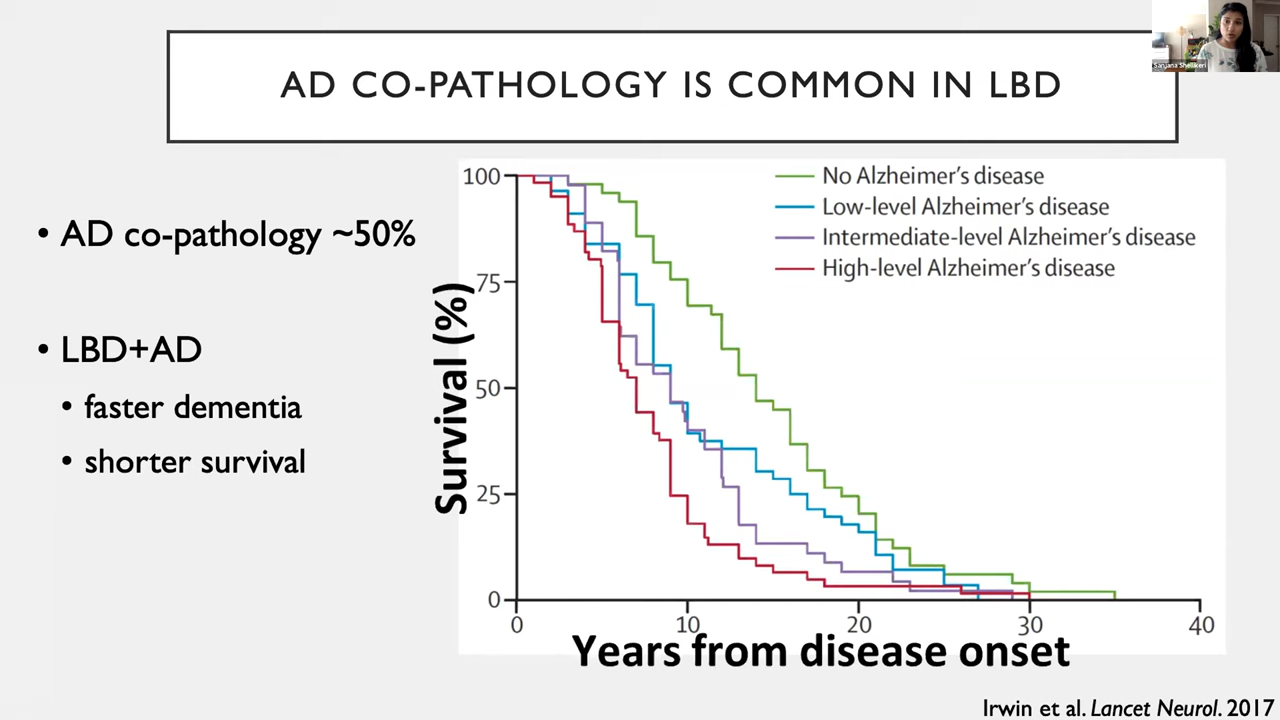 AD CO-PATHOLOGY IS COMMON IN LBD
Sanjana Shellikeri
• AD co-pathology ~50%
• LBD+AD
• faster dementia
• shorter survival
No Alzheimer's disease
Low-level Alzheimer's disease
Intermediate-level Alzheimer's disease
High-level Alzheimer's disease
Survival (%)
100
75
50
25
0
0 10 20 30 40
Years from disease onset
Irwin et al. Lancet Neurol. 2017